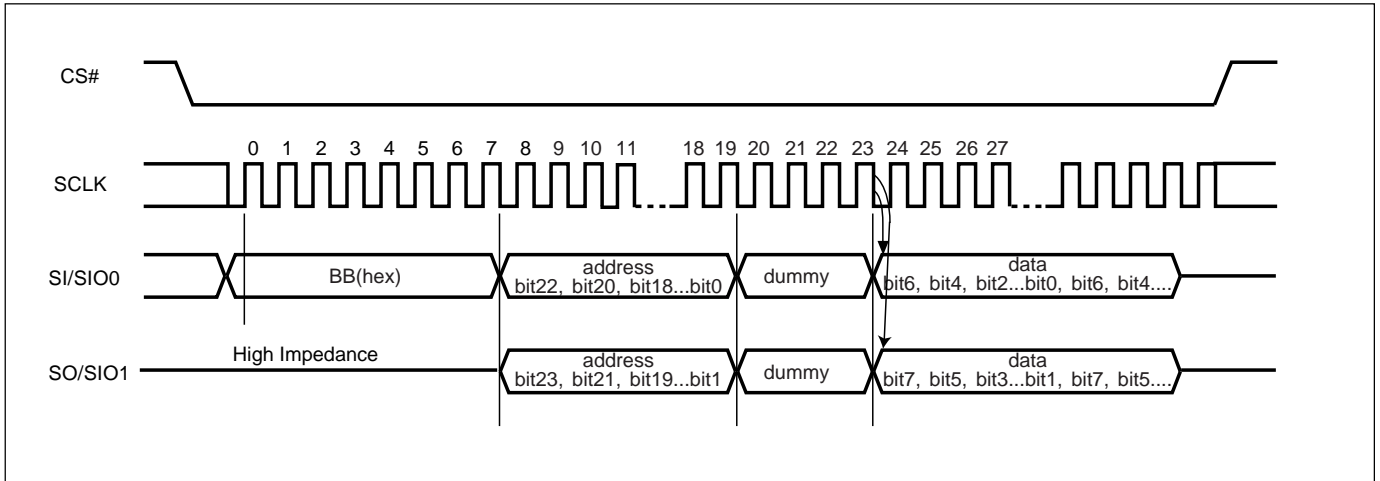 CS#
0 1 2 3 4 5 6 7 8 9 10 11 18 19 20 21 22 23 24 25 26 27
SCLK
SI/SIO0
BB(hex)
address
bit22, bit20, bit18...bit0
dummy
data
bit6, bit4, bit2...bit0, bit6, bit4....
High Impedance
SO/SIO1
address
bit23, bit21, bit19...bit1
dummy
data
bit7, bit5, bit3...bit1, bit7, bit5....